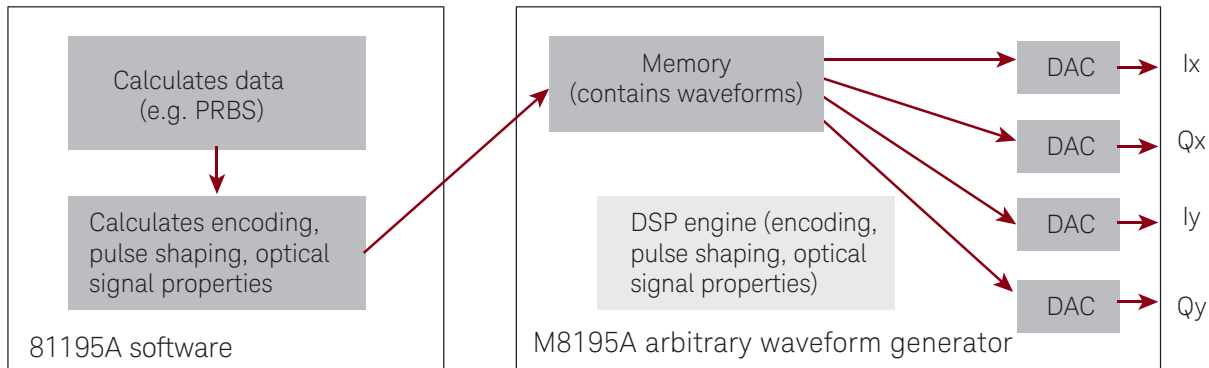 Calculates data
(e.g. PRBS)
Calculates encoding,
pulse shaping, optical
signal properties
81195A software
Memory
(contains waveforms)
DSP engine (encoding,
pulse shaping, optical
signal properties)
M8195A arbitrary waveform generator
DAC
Ix
DAC
Qx
DAC
Iy
DAC
Qy